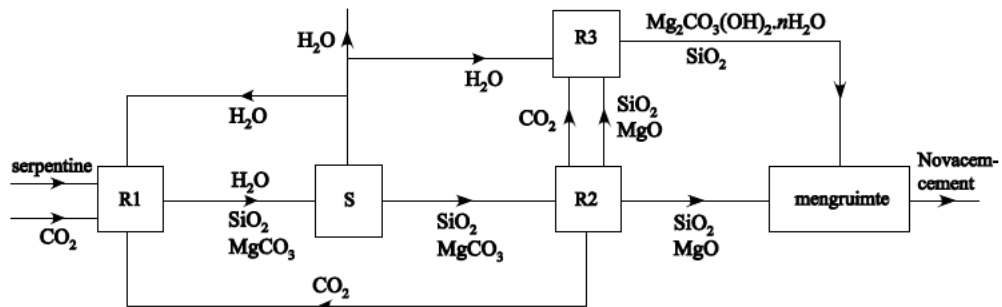 Mg₂CO₃(OH)₂.nH₂O
H₂O
R3
SiO₂
H₂O
H₂O
CO₂
SiO₂
MgO
serpentine
R1
H₂O
S
R2
mengruimte
Novacem-
cement
CO₂
SiO₂
MgCO₃
SiO₂
MgCO₃
SiO₂
MgO
CO₂